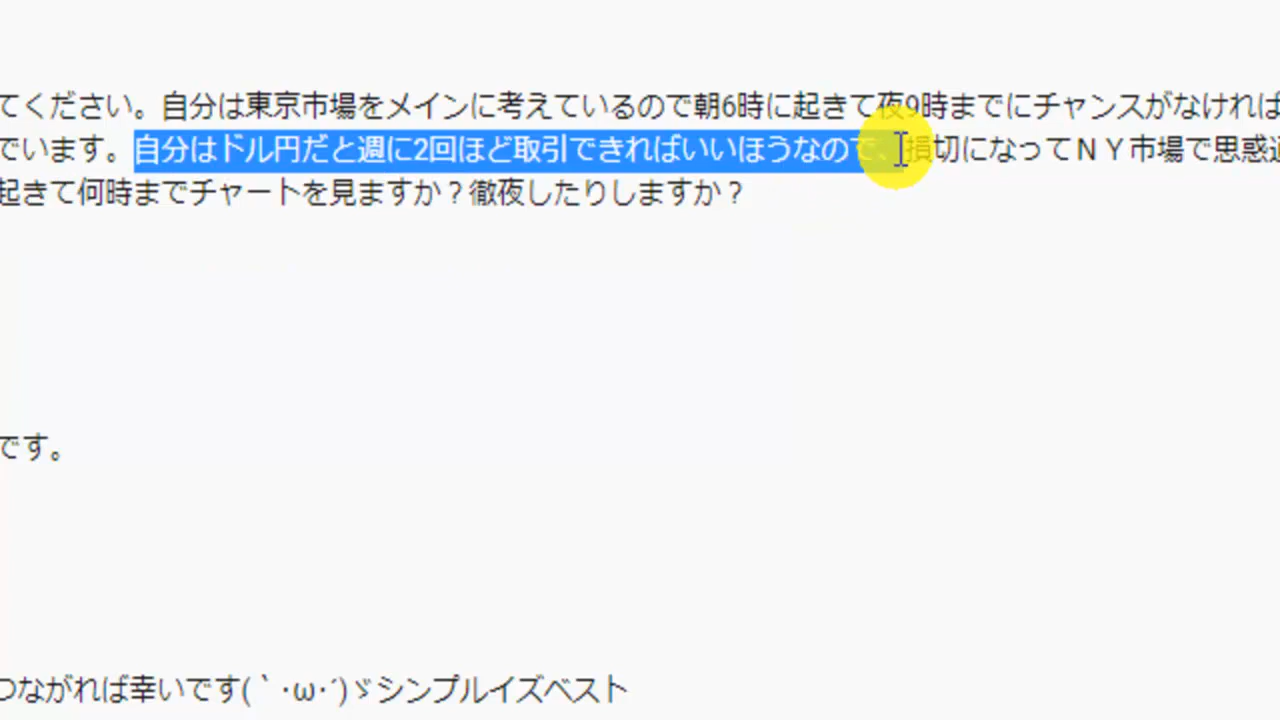 てください。自分は東京市場をメインに考えているので朝6時に起きて夜9時までにチャンスがなければ
でいます。自分はドル円だと週に2回ほど取引できればいいほうなので、損切になってＮＹ市場で思惑通
起きて何時までチャートを見ますか？徹夜したりしますか？
です。
つながれば幸いです(｀･ω･´)ゞシンプルイズベスト